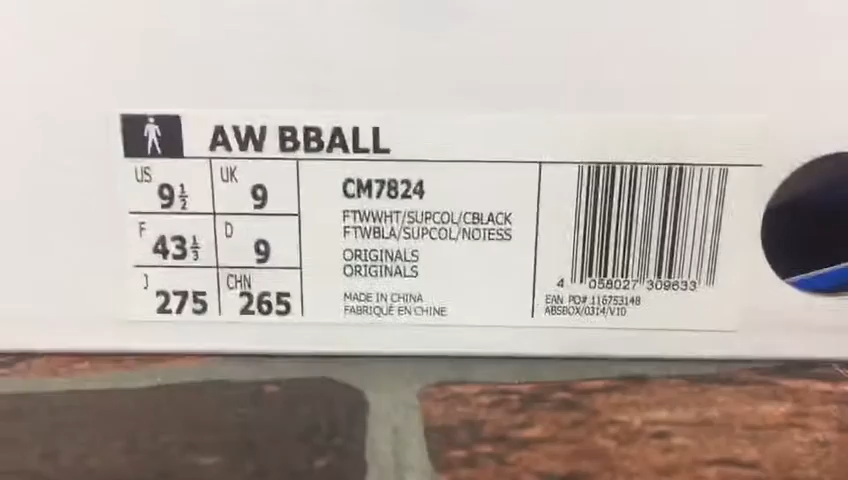 AW BBALL
US 9½ UK 9
F 43⅓ D 9
J 275 CHN 265
CM7824
FTWWHT/SUPCOL/CBLACK
FTWBLA/SUPCOL/NOTESS
ORIGINALS
ORIGINALS
MADE IN CHINA
FABRIQUÉ EN CHINE
4 058027 309633
EAN PO# 116753148
ABSBOX/0314/V10